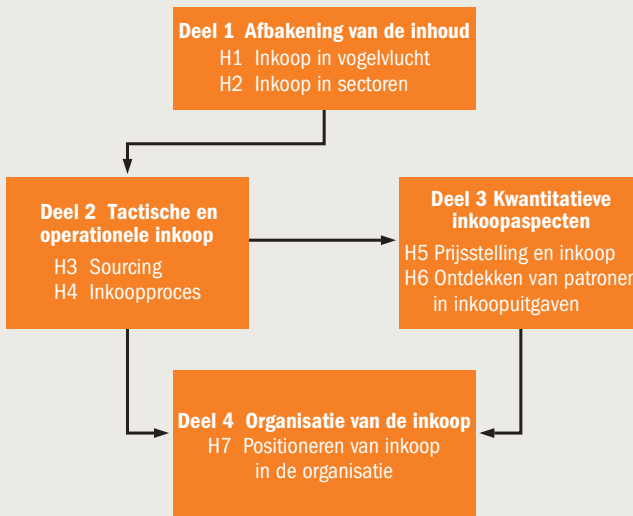 Deel 1 Afbakening van de inhoud
H1 Inkoop in vogelvlucht
H2 Inkoop in sectoren
Deel 2 Tactische en
operationele inkoop
H3 Sourcing
H4 Inkoopproces
Deel 3 Kwantitatieve
inkoopaspecten
H5 Prijsstelling en inkoop
H6 Ontdekken van patronen
in inkoopuitgaven
Deel 4 Organisatie van de inkoop
H7 Positioneren van inkoop
in de organisatie